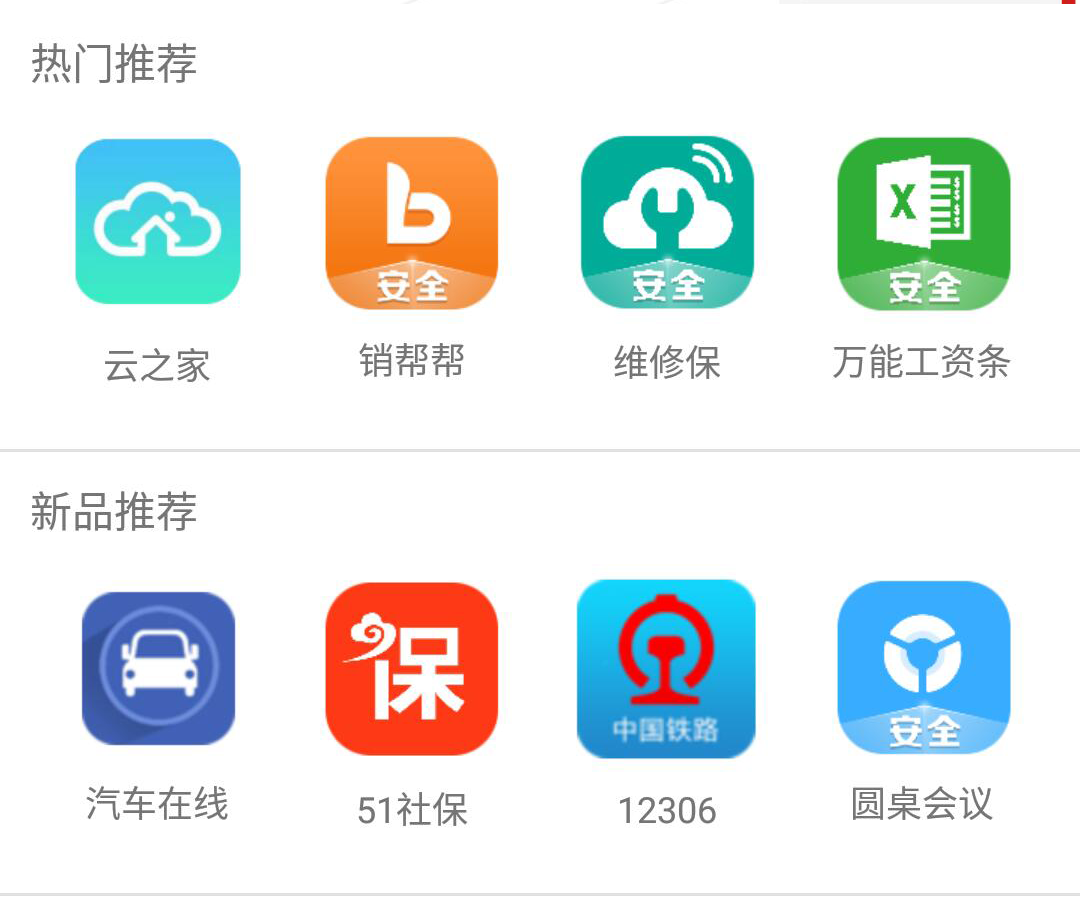 热门推荐
安全 安全 安全
云之家 销帮帮 维修保 万能工资条
新品推荐
保
中国铁路 安全
汽车在线 51社保 12306 圆桌会议